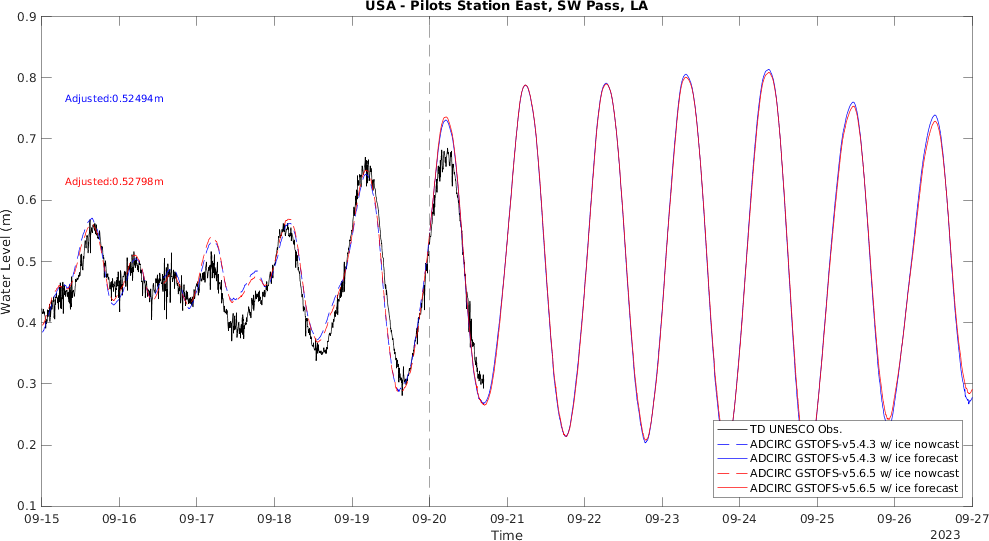 USA - Pilots Station East, SW Pass, LA
0.9
0.8
0.7
0.6
0.5
0.4
0.3
0.2
0.1
Water Level (m)
Adjusted:0.52494m
Adjusted:0.52798m
TD UNESCO Obs.
ADCIRC GSTOFS-v5.4.3 w/ ice nowcast
ADCIRC GSTOFS-v5.4.3 w/ ice forecast
ADCIRC GSTOFS-v5.6.5 w/ ice nowcast
ADCIRC GSTOFS-v5.6.5 w/ ice forecast
09-15 09-16 09-17 09-18 09-19 09-20 09-21 09-22 09-23 09-24 09-25 09-26 09-27
Time
2023